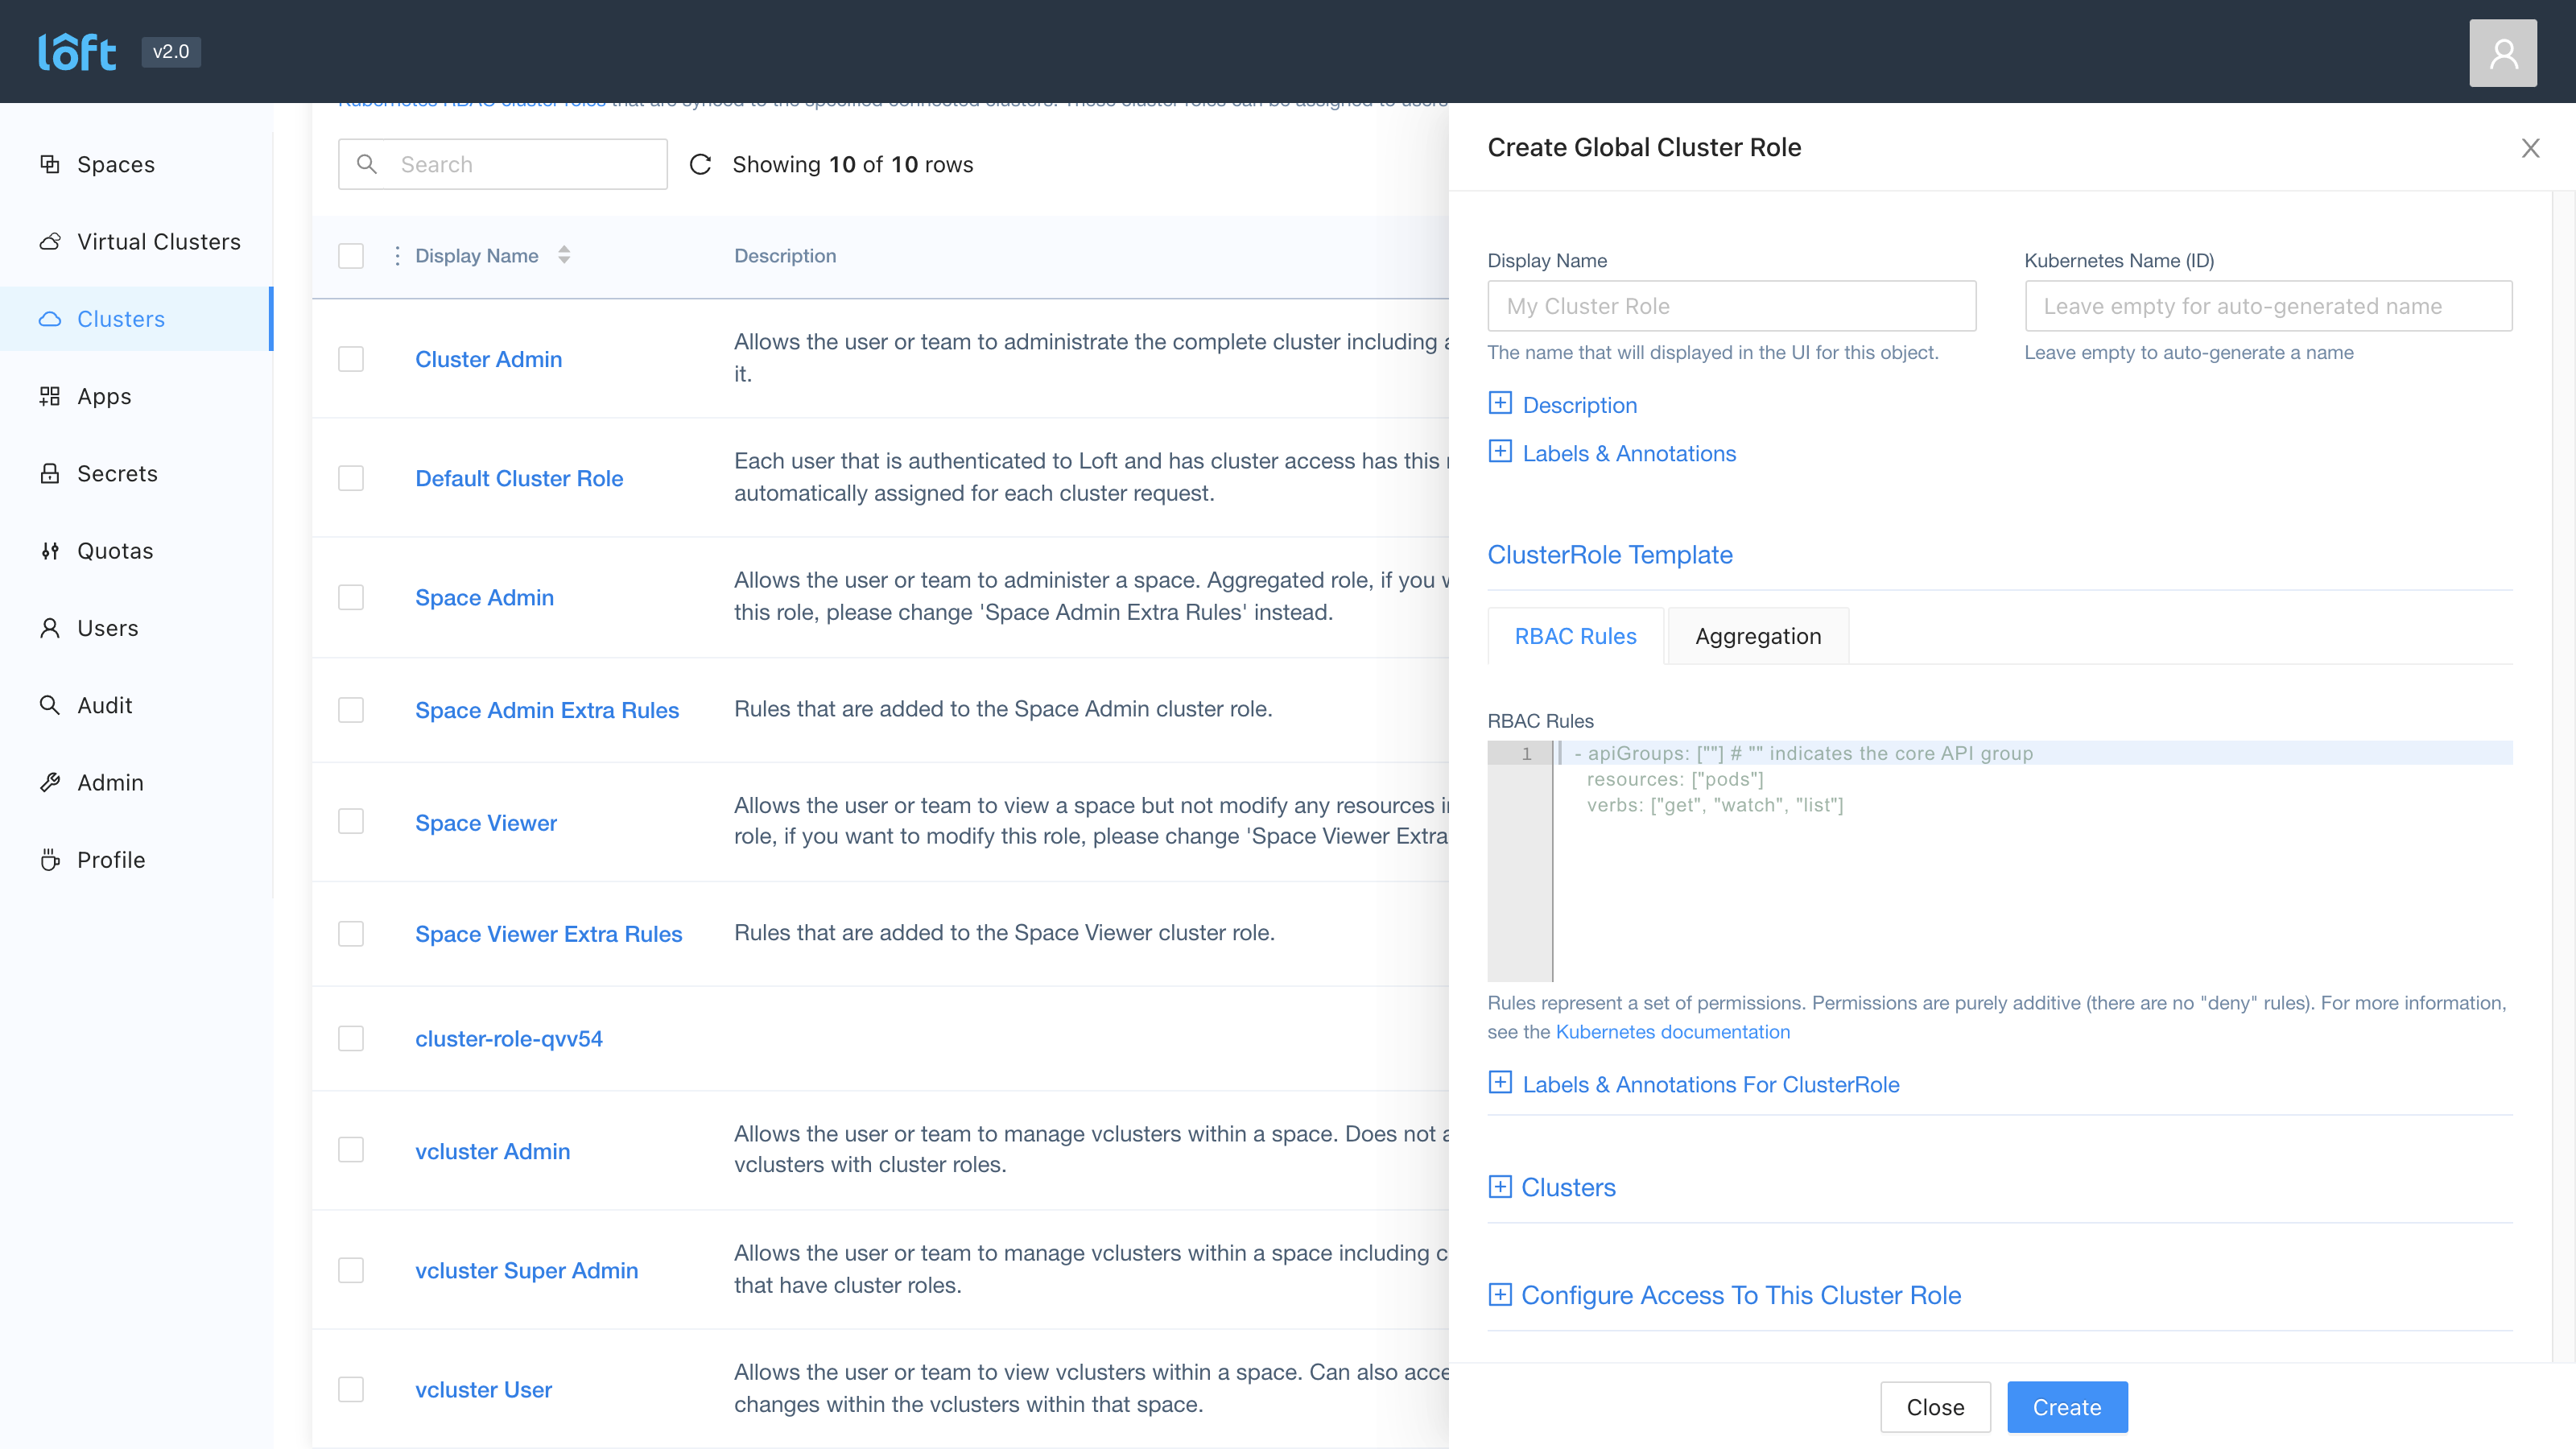 loft
v2.0
Kubernetes RBAC cluster roles that are synced to the specified connected clusters. These cluster roles can be assigned to users
Spaces
Virtual Clusters
Clusters
Apps
Secrets
Quotas
Users
Audit
Admin
Profile
Search
Showing 10 of 10 rows
Display Name
Description
Cluster Admin
Allows the user or team to administrate the complete cluster including a
it.
Default Cluster Role
Each user that is authenticated to Loft and has cluster access has this
automatically assigned for each cluster request.
Space Admin
Allows the user or team to administer a space. Aggregated role, if you
this role, please change 'Space Admin Extra Rules' instead.
Space Admin Extra Rules
Rules that are added to the Space Admin cluster role.
Space Viewer
Allows the user or team to view a space but not modify any resources
role, if you want to modify this role, please change 'Space Viewer Extra
Space Viewer Extra Rules
Rules that are added to the Space Viewer cluster role.
cluster-role-qvv54
vcluster Admin
Allows the user or team to manage vclusters within a space. Does not a
vclusters with cluster roles.
vcluster Super Admin
Allows the user or team to manage vclusters within a space including c
that have cluster roles.
vcluster User
Allows the user or team to view vclusters within a space. Can also acce
changes within the vclusters within that space.
Create Global Cluster Role
Display Name
My Cluster Role
The name that will displayed in the UI for this object.
Kubernetes Name (ID)
Leave empty for auto-generated name
Leave empty to auto-generate a name
Description
Labels & Annotations
ClusterRole Template
RBAC Rules
Aggregation
RBAC Rules
1
- apiGroups: [""] # "" indicates the core API group
resources: ["pods"]
verbs: ["get", "watch", "list"]
Rules represent a set of permissions. Permissions are purely additive (there are no "deny" rules). For more information,
see the Kubernetes documentation
Labels & Annotations For ClusterRole
Clusters
Configure Access To This Cluster Role
Close
Create